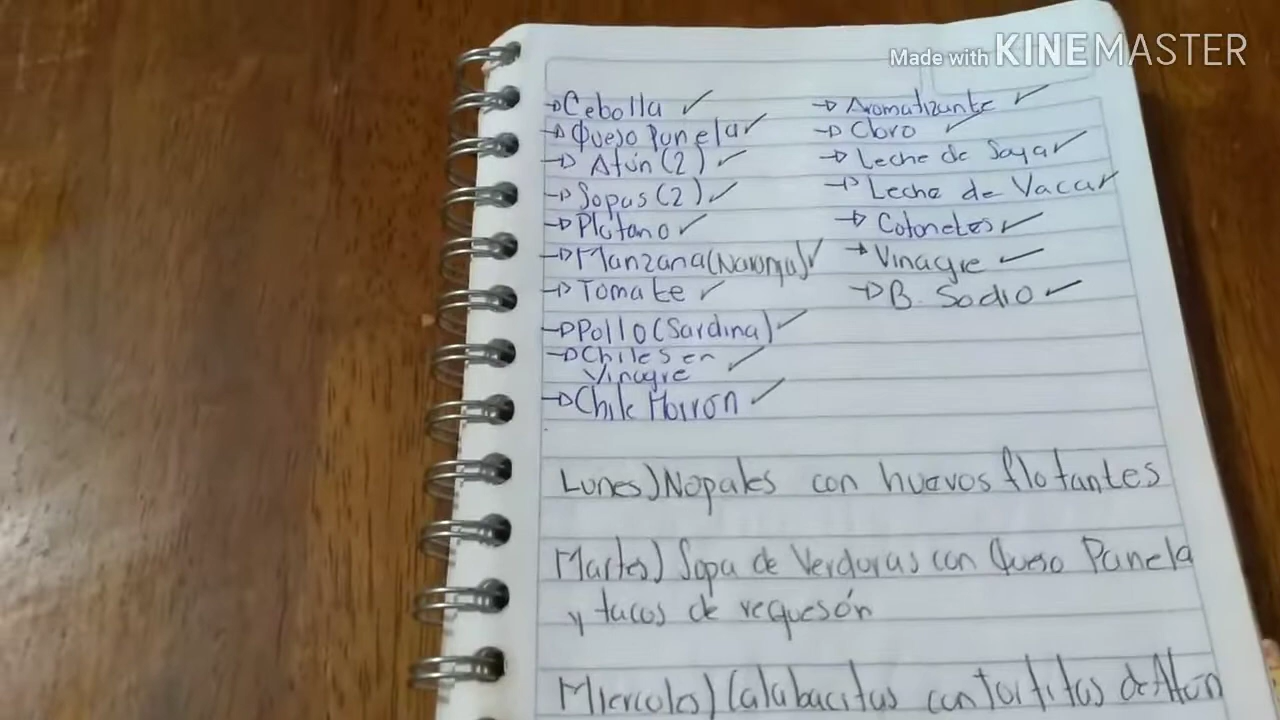 Made with KINEMASTER
→Cebolla ✓
→Queso Panela ✓
→Atún (2) ✓
→Sopas (2) ✓
→Plátano ✓
→Manzana (Naranja) ✓
→Tomate ✓
→Pollo (Sardina) ✓
→Chiles en
Vinagre ✓
→Chile Morrón ✓
→Aromatizante ✓
→Cloro ✓
→Leche de Soya ✓
→Leche de Vaca ✓
→Cotonetes ✓
→Vinagre ✓
→B. Sodio ✓
Lunes) Nopales con huevos flotantes
Martes) Sopa de Verduras con Queso Panela
y tacos de requesón
Miercoles) Calabacitas con tortitas de Atún